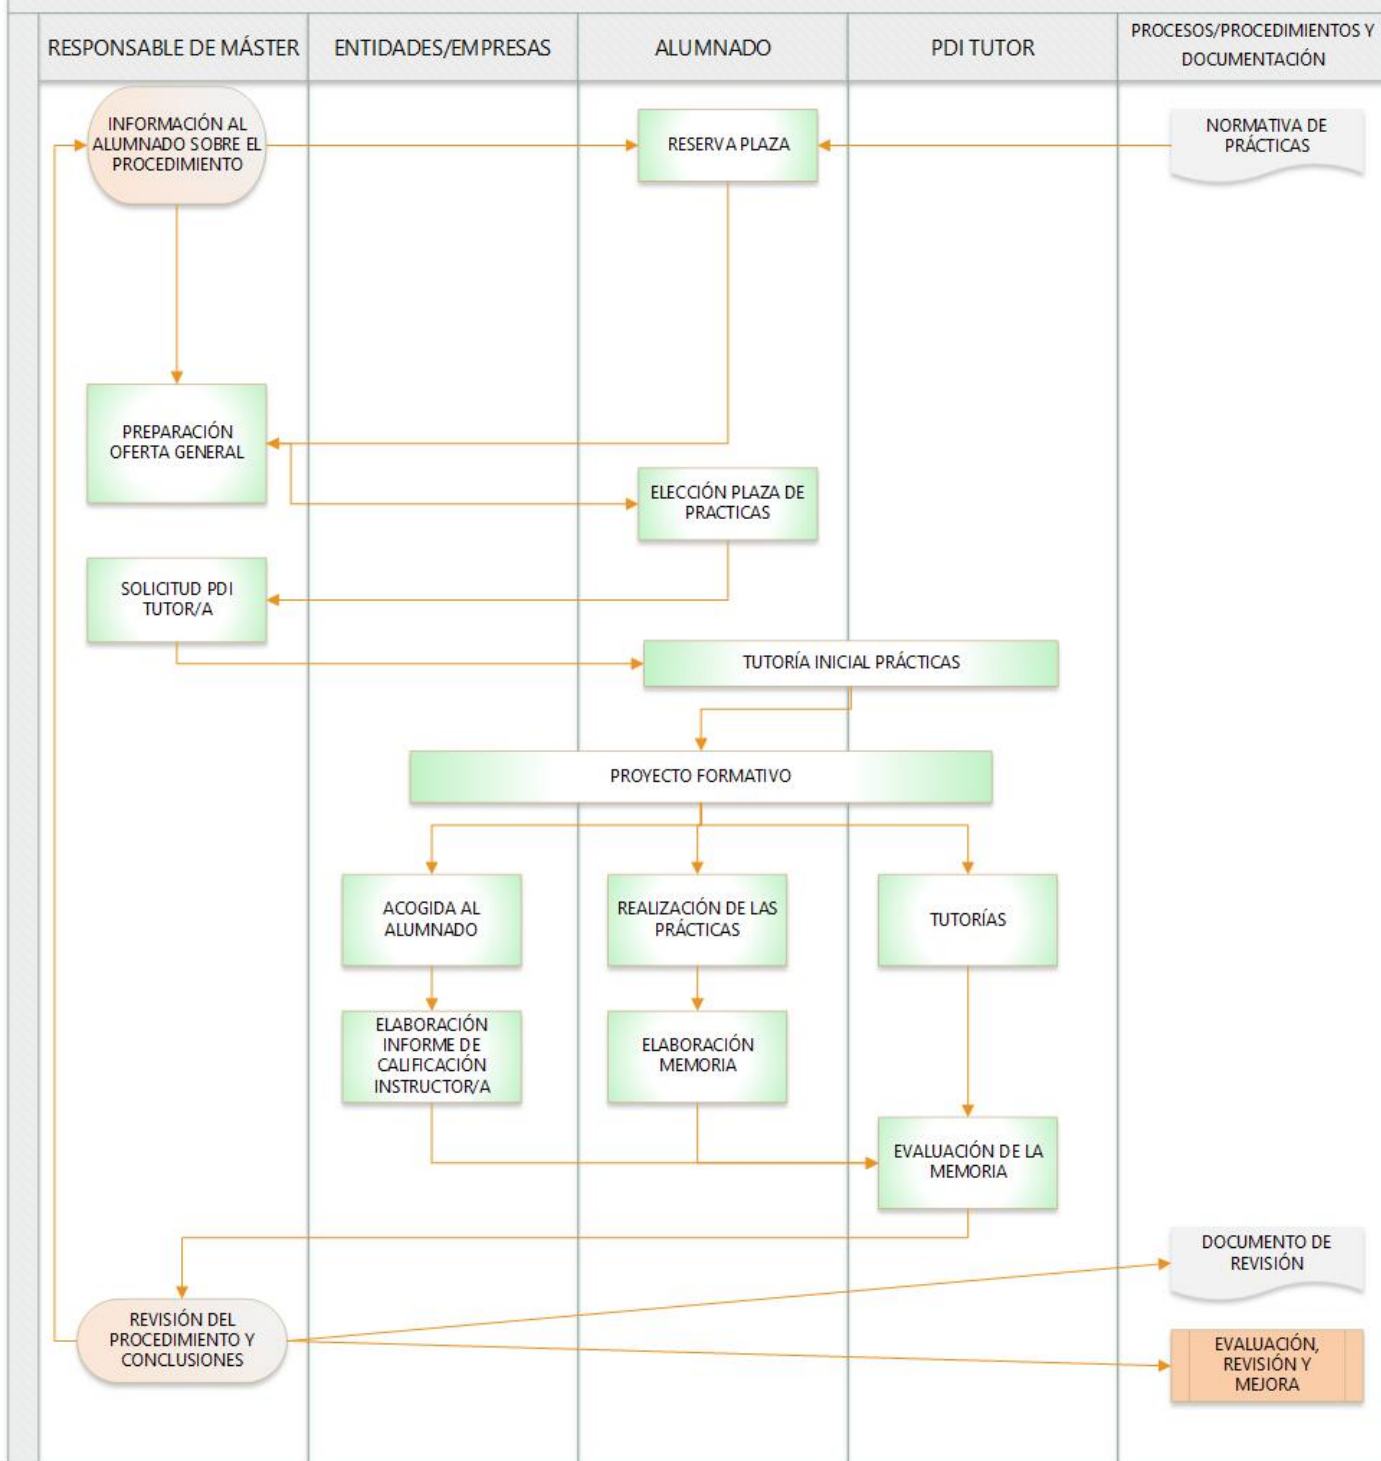 RESPONSABLE DE MÁSTER
ENTIDADES/EMPRESAS
ALUMNADO
PDI TUTOR
PROCESOS/PROCEDIMIENTOS Y
DOCUMENTACIÓN
INFORMACIÓN AL
ALUMNADO SOBRE EL
PROCEDIMIENTO
RESERVA PLAZA
NORMATIVA DE
PRÁCTICAS
PREPARACIÓN
OFERTA GENERAL
ELECCIÓN PLAZA DE
PRACTICAS
SOLICITUD PDI
TUTOR/A
TUTORÍA INICIAL PRÁCTICAS
PROYECTO FORMATIVO
ACOGIDA AL
ALUMNADO
REALIZACIÓN DE LAS
PRÁCTICAS
TUTORÍAS
ELABORACIÓN
INFORME DE
CALIFICACIÓN
INSTRUCTOR/A
ELABORACIÓN
MEMORIA
EVALUACIÓN DE LA
MEMORIA
DOCUMENTO DE
REVISIÓN
REVISIÓN DEL
PROCEDIMIENTO Y
CONCLUSIONES
EVALUACIÓN,
REVISIÓN Y
MEJORA